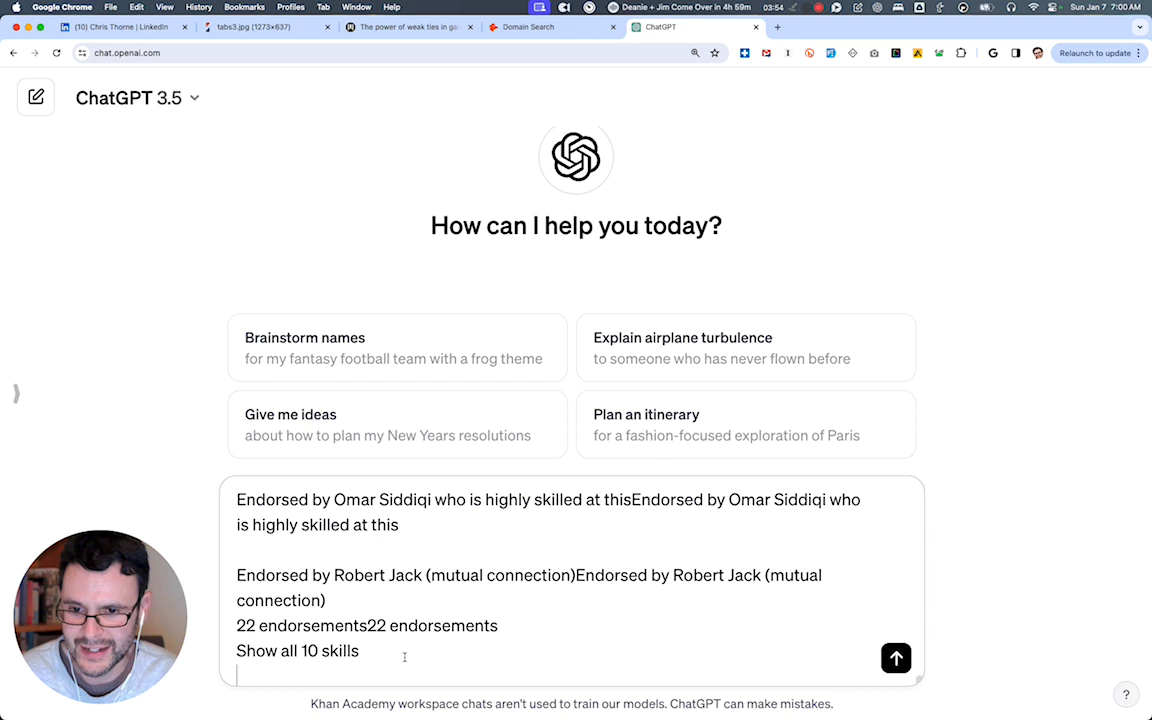 Google Chrome File Edit View History Bookmarks Profiles Tab Window Help Deanie + Jim Come Over in 4h 59m 03:54 Sun Jan 7 7:00 AM
(10) Chris Thorne | LinkedIn tabs3.jpg (1273×637) The power of weak ties in ga Domain Search ChatGPT
chat.openai.com Relaunch to update
ChatGPT 3.5
How can I help you today?
Brainstorm names
for my fantasy football team with a frog theme
Explain airplane turbulence
to someone who has never flown before
Give me ideas
about how to plan my New Years resolutions
Plan an itinerary
for a fashion-focused exploration of Paris
Endorsed by Omar Siddiqi who is highly skilled at thisEndorsed by Omar Siddiqi who
is highly skilled at this
Endorsed by Robert Jack (mutual connection)Endorsed by Robert Jack (mutual
connection)
22 endorsements22 endorsements
Show all 10 skills
Khan Academy workspace chats aren't used to train our models. ChatGPT can make mistakes.
?